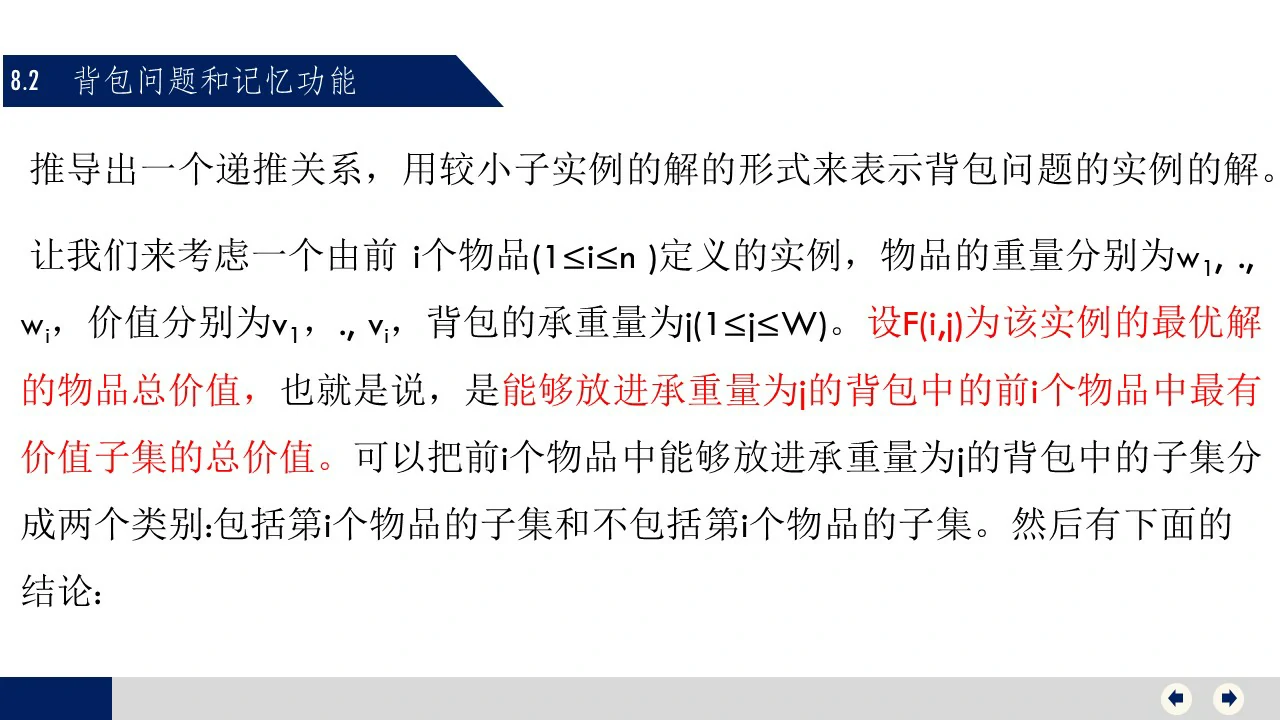 8.2 背包问题和记忆功能
推导出一个递推关系，用较小子实例的解的形式来表示背包问题的实例的解。
让我们来考虑一个由前 i个物品(1≤i≤n )定义的实例，物品的重量分别为w1, .,
wi，价值分别为v1，., vi，背包的承重量为j(1≤j≤W)。设F(i,j)为该实例的最优解
的物品总价值，也就是说，是能够放进承重量为j的背包中的前i个物品中最有
价值子集的总价值。可以把前i个物品中能够放进承重量为j的背包中的子集分
成两个类别:包括第i个物品的子集和不包括第i个物品的子集。然后有下面的
结论: